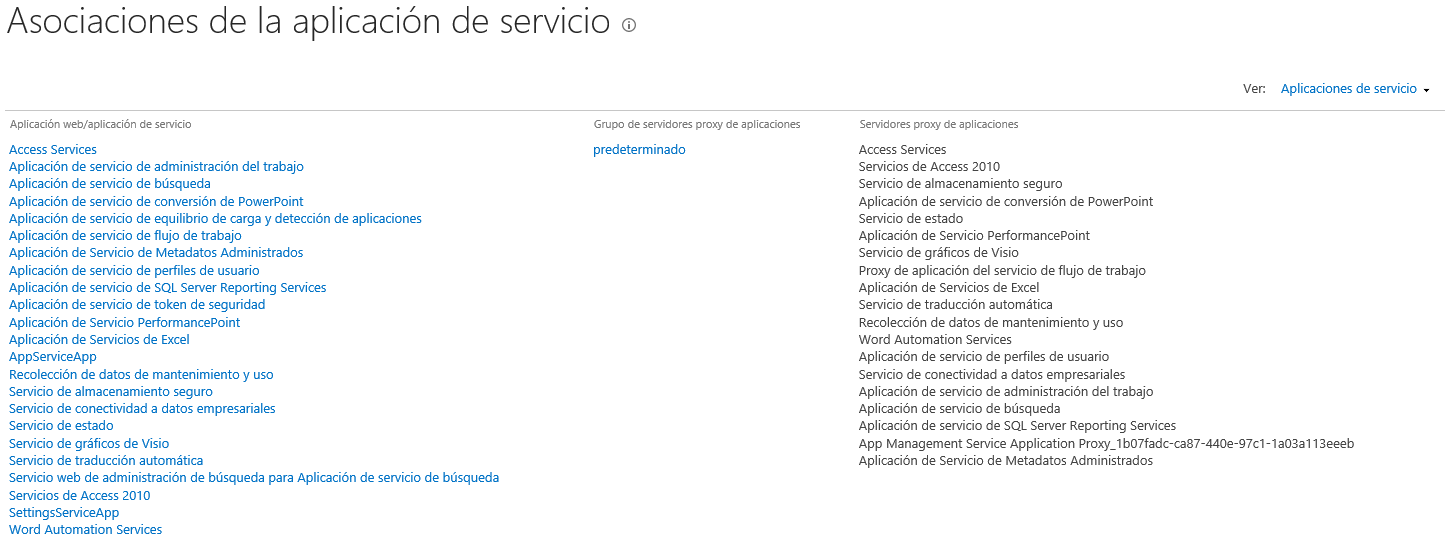 Asociaciones de la aplicación de servicio
Ver: Aplicaciones de servicio
Aplicación web/aplicación de servicio
Grupo de servidores proxy de aplicaciones
Servidores proxy de aplicaciones
Access Services
Aplicación de servicio de administración del trabajo
Aplicación de servicio de búsqueda
Aplicación de servicio de conversión de PowerPoint
Aplicación de servicio de equilibrio de carga y detección de aplicaciones
Aplicación de servicio de flujo de trabajo
Aplicación de Servicio de Metadatos Administrados
Aplicación de servicio de perfiles de usuario
Aplicación de servicio de SQL Server Reporting Services
Aplicación de servicio de token de seguridad
Aplicación de Servicio PerformancePoint
Aplicación de Servicios de Excel
AppServiceApp
Recolección de datos de mantenimiento y uso
Servicio de almacenamiento seguro
Servicio de conectividad a datos empresariales
Servicio de estado
Servicio de gráficos de Visio
Servicio de traducción automática
Servicio web de administración de búsqueda para Aplicación de servicio de búsqueda
Servicios de Access 2010
SettingsServiceApp
Word Automation Services
predeterminado
Access Services
Servicios de Access 2010
Servicio de almacenamiento seguro
Aplicación de servicio de conversión de PowerPoint
Servicio de estado
Aplicación de Servicio PerformancePoint
Servicio de gráficos de Visio
Proxy de aplicación del servicio de flujo de trabajo
Aplicación de Servicios de Excel
Servicio de traducción automática
Recolección de datos de mantenimiento y uso
Word Automation Services
Aplicación de servicio de perfiles de usuario
Servicio de conectividad a datos empresariales
Aplicación de servicio de administración del trabajo
Aplicación de servicio de búsqueda
Aplicación de servicio de SQL Server Reporting Services
App Management Service Application Proxy_1b07fadc-ca87-440e-97c1-1a03a113eeeb
Aplicación de Servicio de Metadatos Administrados